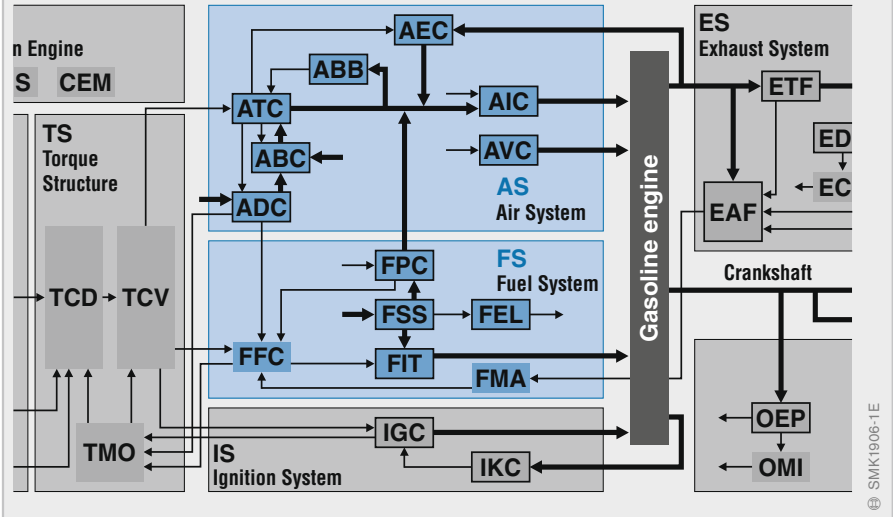 n Engine
S CEM
TS
Torque
Structure
TCD
TCV
TMO
AEC
ABB
ATC
AIC
ABC
AVC
ADC
AS
Air System
FS
Fuel System
FPC
FSS
FEL
FFC
FIT
FMA
IGC
IS
Ignition System
IKC
Gasoline engine
ES
Exhaust System
ETF
ED
EC
EAF
Crankshaft
OEP
OMI
SMK1906-1E